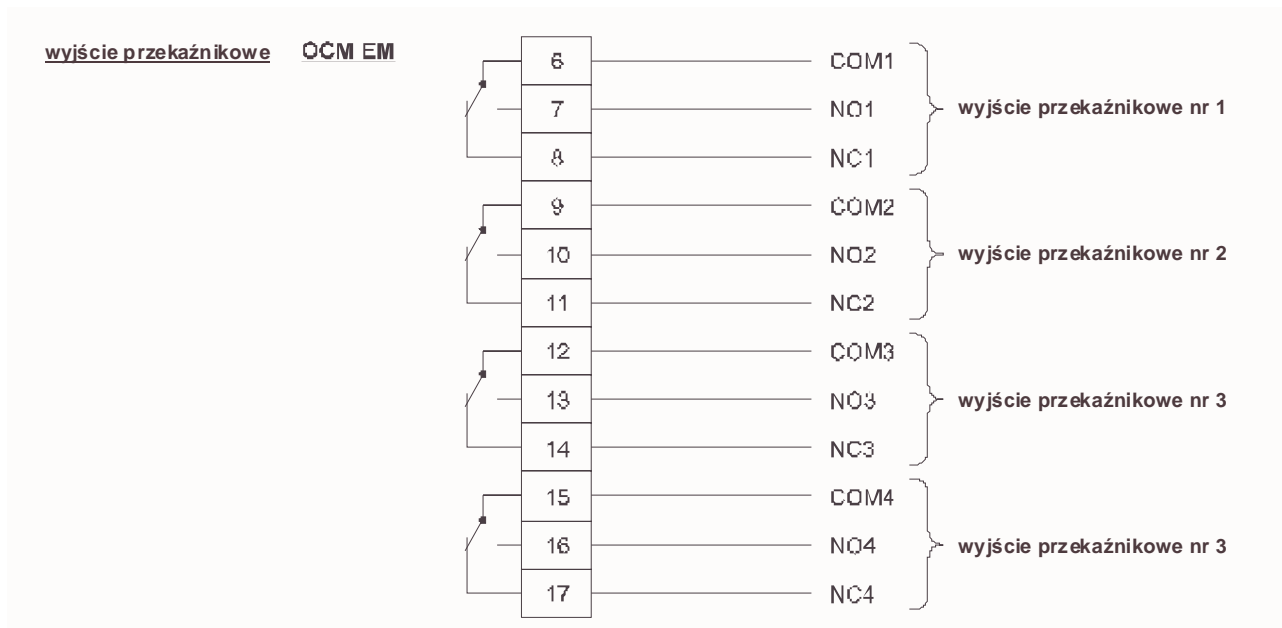 wyjście przekaźnikowe OCM EM
6 COM1
7 NO1 wyjście przekaźnikowe nr 1
8 NC1
9 COM2
10 NO2 wyjście przekaźnikowe nr 2
11 NC2
12 COM3
13 NO3 wyjście przekaźnikowe nr 3
14 NC3
15 COM4
16 NO4 wyjście przekaźnikowe nr 3
17 NC4